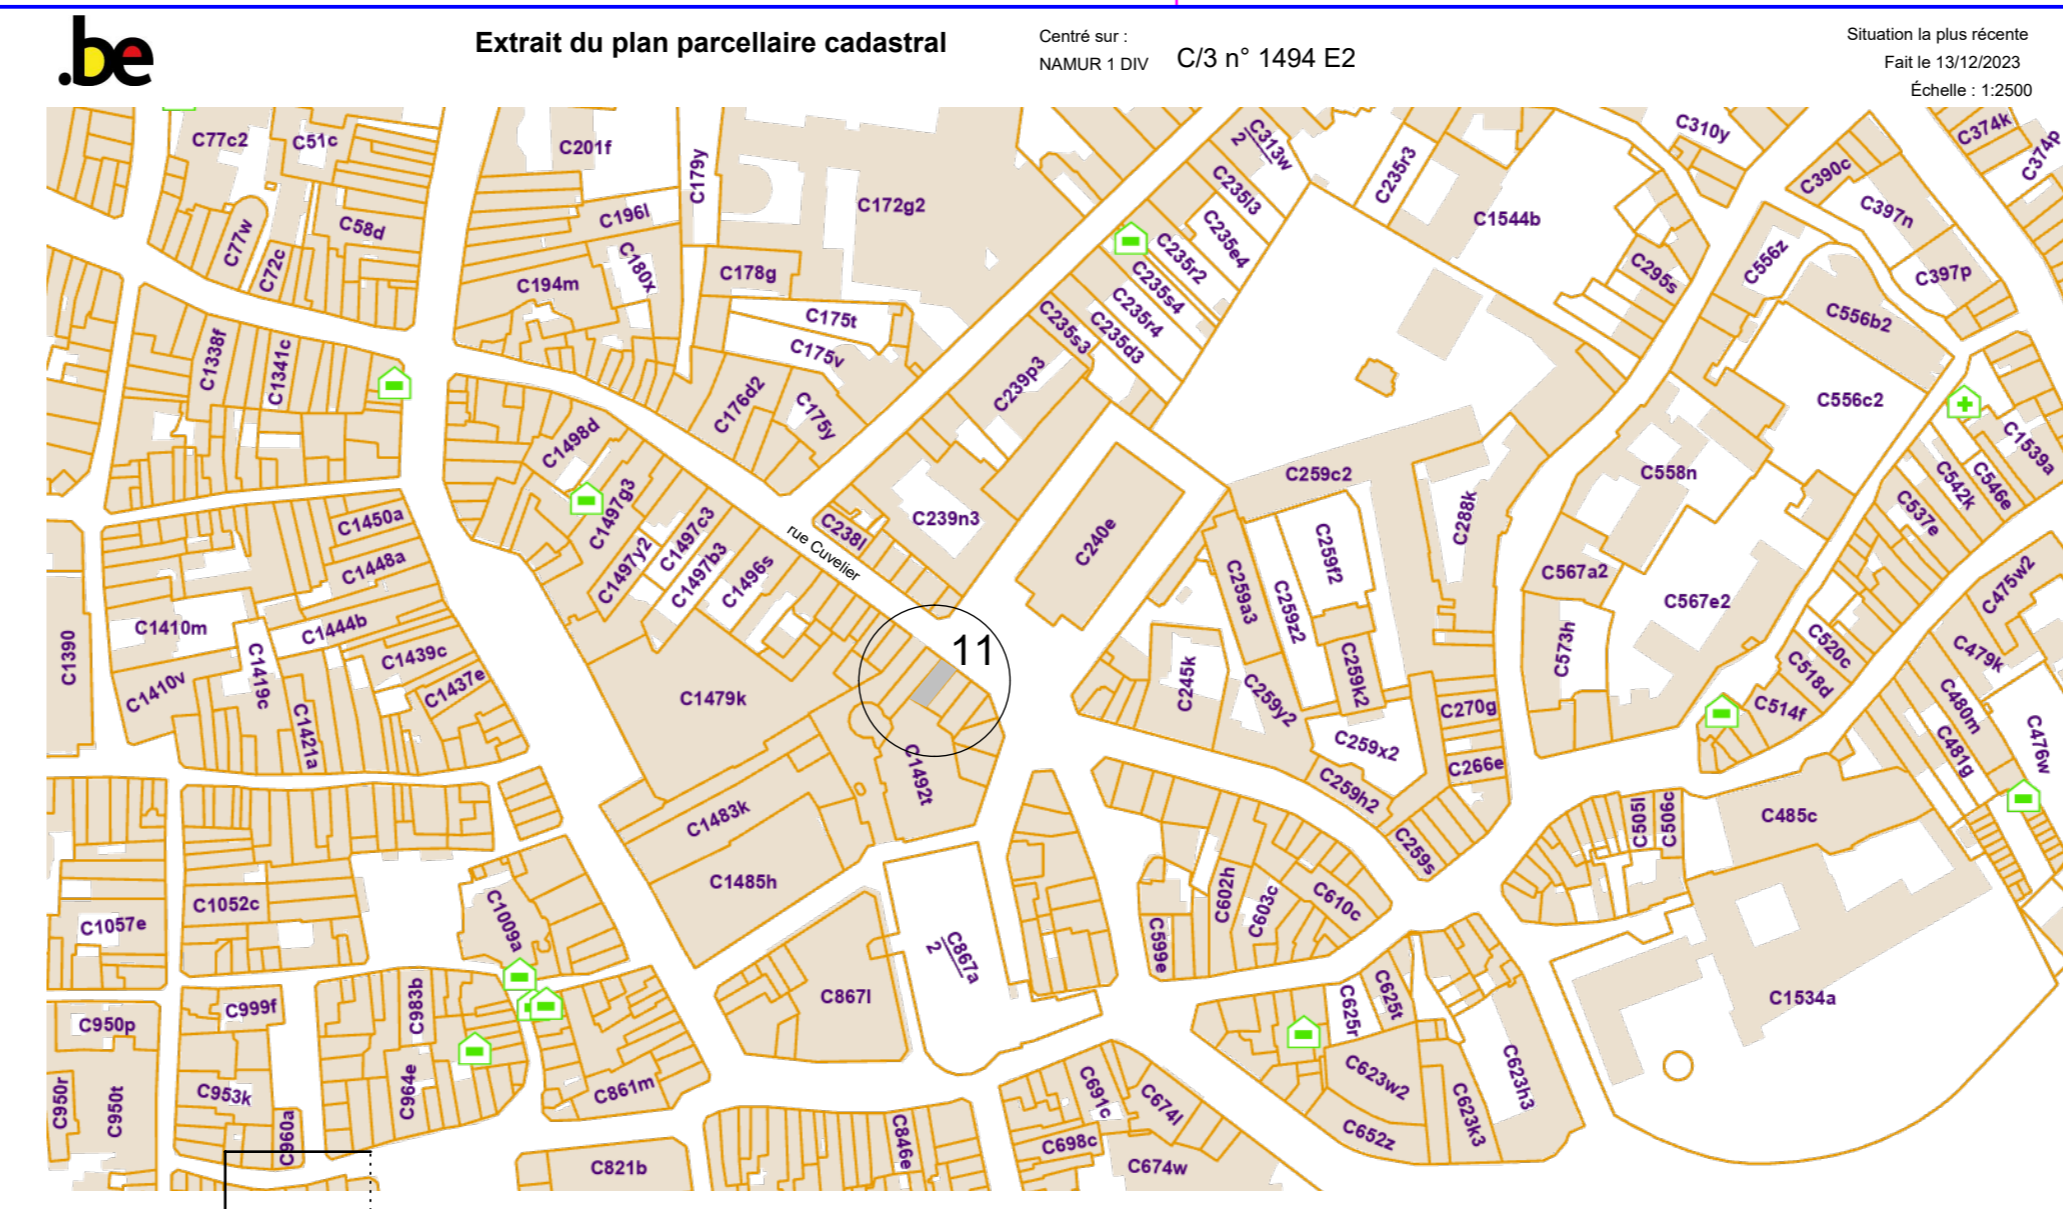 .be
Extrait du plan parcellaire cadastral
Centré sur :
NAMUR 1 DIV
C/3 n° 1494 E2
Situation la plus récente
Fait le 13/12/2023
Échelle : 1:2500
C77c2
C51c
C201f
C179y
C172g2
C313w
2
C235l3
C235r3
C1544b
C310y
C390c
C374k
C374p
C77w
C72c
C58d
C196l
C180x
C194m
C178g
C175t
C175v
C235r2
C235e4
C235s4
C235r4
C235d3
C235s3
C295s
C556z
C397n
C397p
C556b2
C1338f
C1341c
C176d2
C175y
C239p3
C556c2
C1539a
C1498d
C1497g3
C1497y2
C1497c3
C1497b3
C1496s
rue Cuvelier
C238l
C239n3
C240e
C259c2
C288k
C558n
C546e
C542k
C537e
C1450a
C1448a
C1444b
C1439c
C1437e
C1410m
C1410v
C1419c
C1421a
C1390
C259a3
C259z2
C259f2
C259k2
C259y2
C245k
C259x2
C259h2
C259s
C270g
C266e
C567a2
C567e2
C573h
C475w2
C479k
C480m
C481g
C476w
C520c
C518d
C514f
11
C1479k
C1492t
C1483k
C1485h
C505l
C506c
C485c
C1052c
C1057e
C1009a
C867a
2
C867l
C599e
C602h
C603c
C610c
C1534a
C950p
C999f
C983b
C964e
C950r
C950t
C953k
C960a
C861m
C821b
C846e
C691c
C674l
C698c
C674w
C625r
C625t
C623w2
C652z
C623k3
C623h3